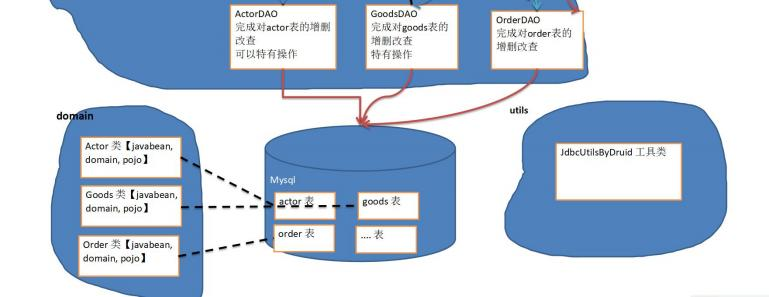 ActorDAO
完成对actor表的增删
改查
可以特有操作
GoodsDAO
完成对goods表的
增删改查
特有操作
OrderDAO
完成对order表的
增删改查
domain
utils
Actor 类【javabean,
domain, pojo】
Goods 类【javabean,
domain, pojo】
Order 类【javabean,
domain, pojo】
Mysql
actor 表
goods 表
order 表
.... 表
JdbcUtilsByDruid 工具类